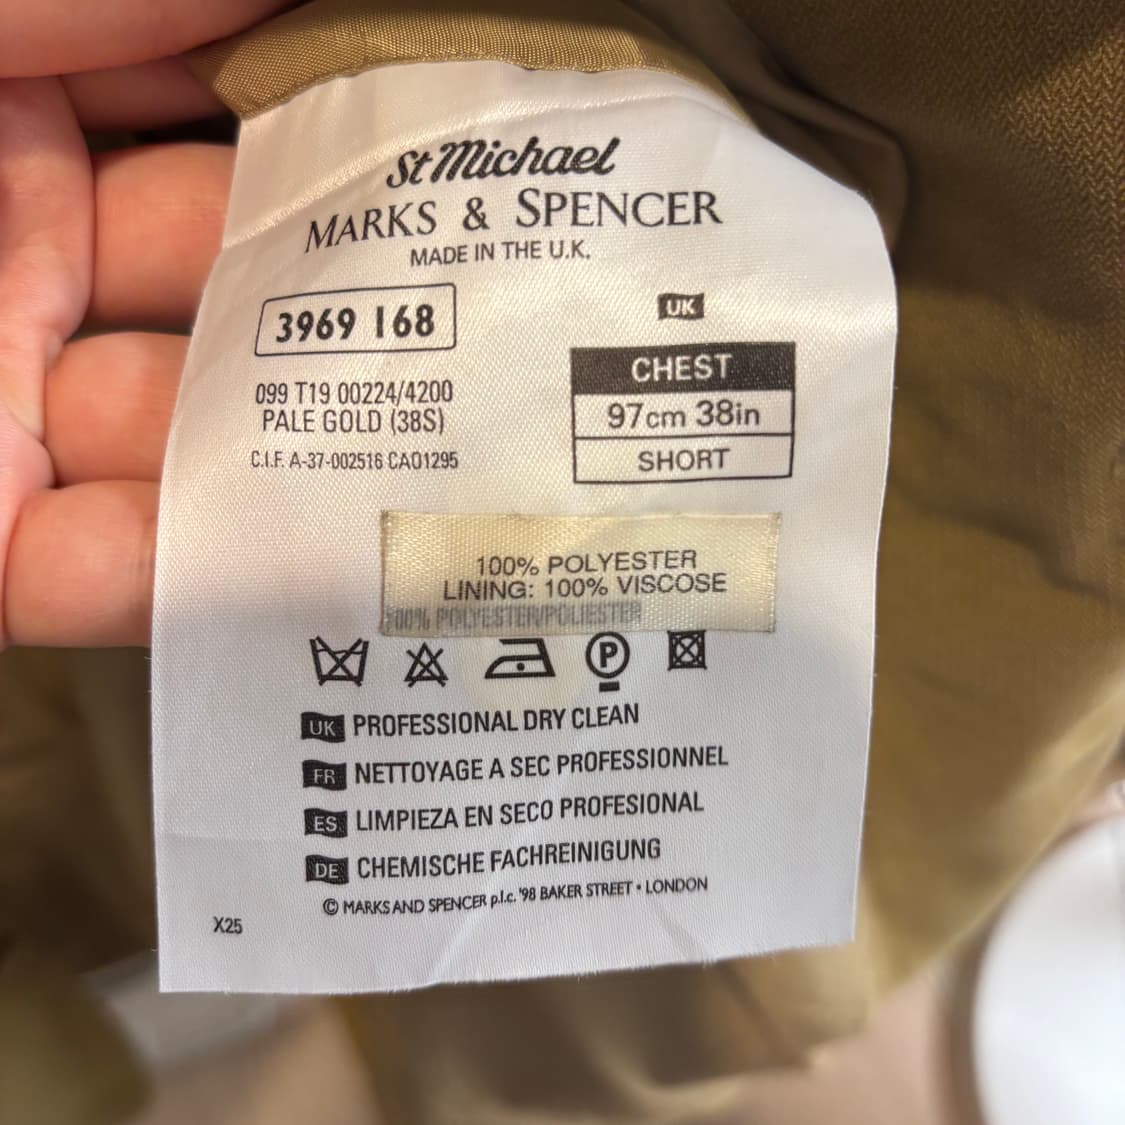 St Michael
MARKS & SPENCER
MADE IN THE U.K.
3969 168
099 T19 00224/4200
PALE GOLD (38S)
C.I.F. A-37-002516 CA01295
UK
CHEST
97cm 38in
SHORT
100% POLYESTER
LINING: 100% VISCOSE
100% POLYESTER/POLIESTER
P
UK PROFESSIONAL DRY CLEAN
FR NETTOYAGE A SEC PROFESSIONNEL
ES LIMPIEZA EN SECO PROFESIONAL
DE CHEMISCHE FACHREINIGUNG
© MARKS AND SPENCER p.l.c. '98 BAKER STREET • LONDON
X25